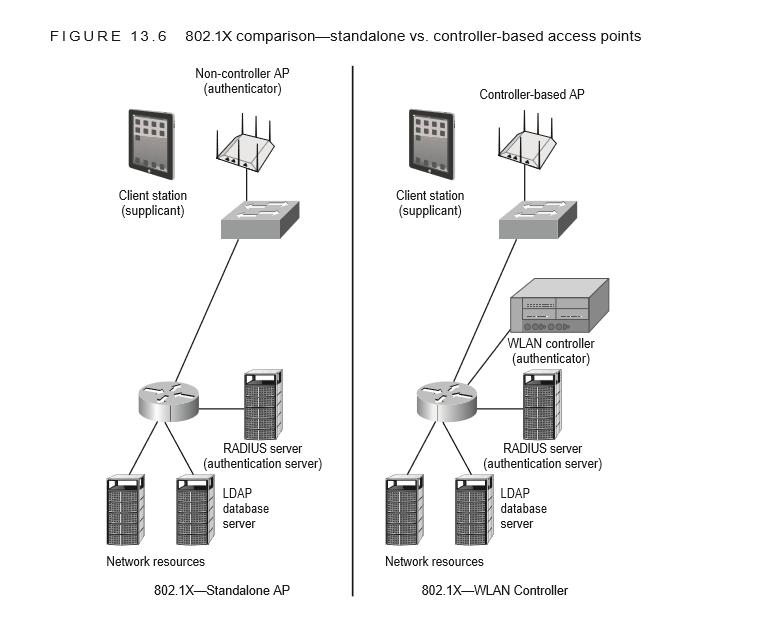 FIGURE 13.6 802.1X comparison—standalone vs. controller-based access points
Non-controller AP
(authenticator)
Client station
(supplicant)
RADIUS server
(authentication server)
LDAP
database
server
Network resources
802.1X—Standalone AP
Controller-based AP
Client station
(supplicant)
WLAN controller
(authenticator)
RADIUS server
(authentication server)
LDAP
database
server
Network resources
802.1X—WLAN Controller